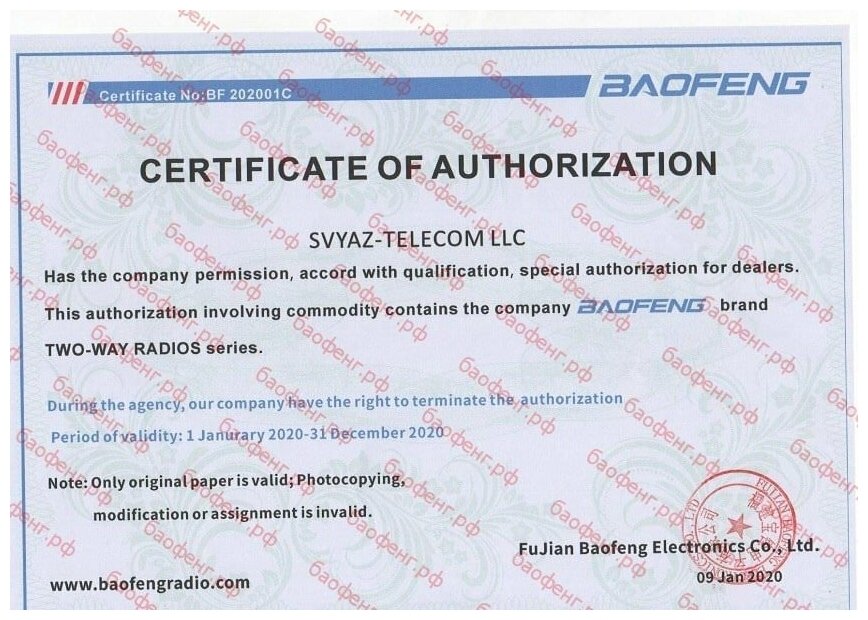 Certificate No:BF 202001C
BAOFENG
CERTIFICATE OF AUTHORIZATION
SVYAZ-TELECOM LLC
Has the company permission, accord with qualification, special authorization for dealers.
This authorization involving commodity contains the company BAOFENG brand
TWO-WAY RADIOS series.
During the agency, our company have the right to terminate the authorization
Period of validity: 1 Janurary 2020-31 December 2020
Note: Only original paper is valid; Photocopying,
modification or assignment is invalid.
FuJian Baofeng Electronics Co., Ltd.
09 Jan 2020
www.baofengradio.com
баофенг.рф